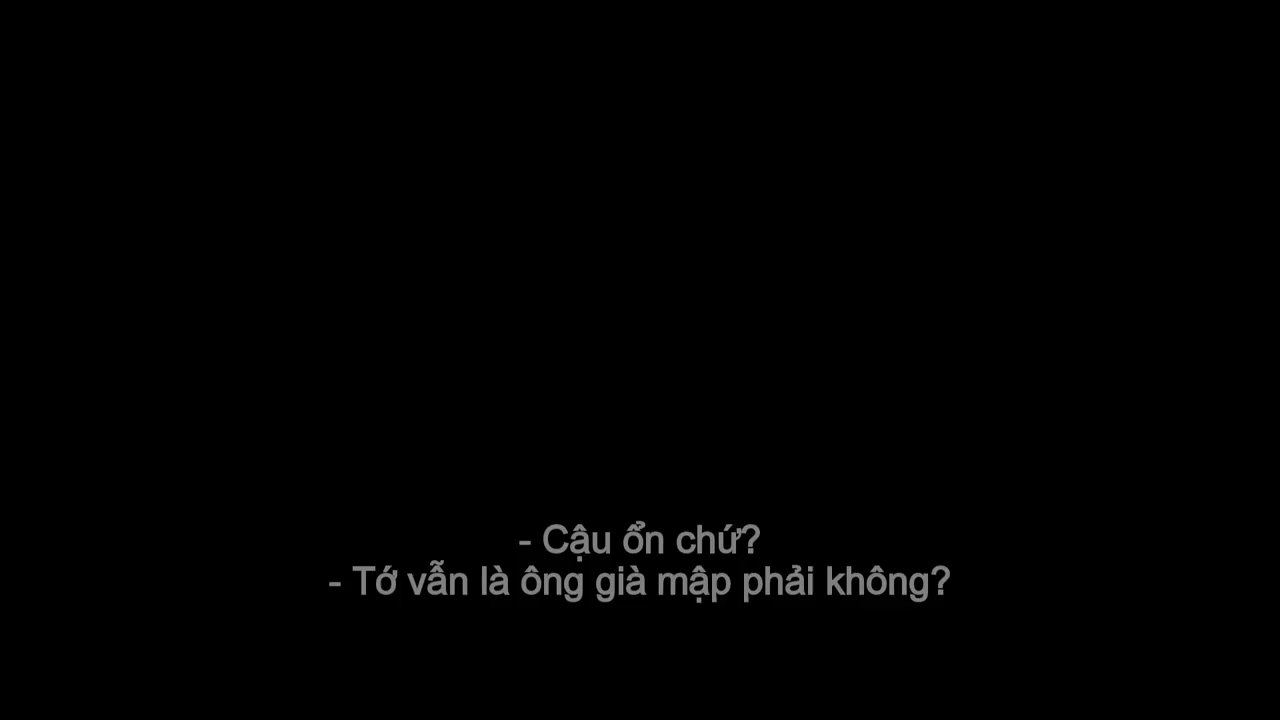 - Cậu ổn chứ?
- Tớ vẫn là ông già mập phải không?